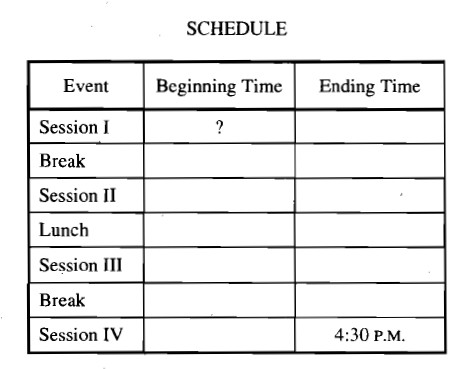 SCHEDULE
Event Beginning Time Ending Time
Session I ?
Break
Session II
Lunch
Session III
Break
Session IV 4:30 P.M.